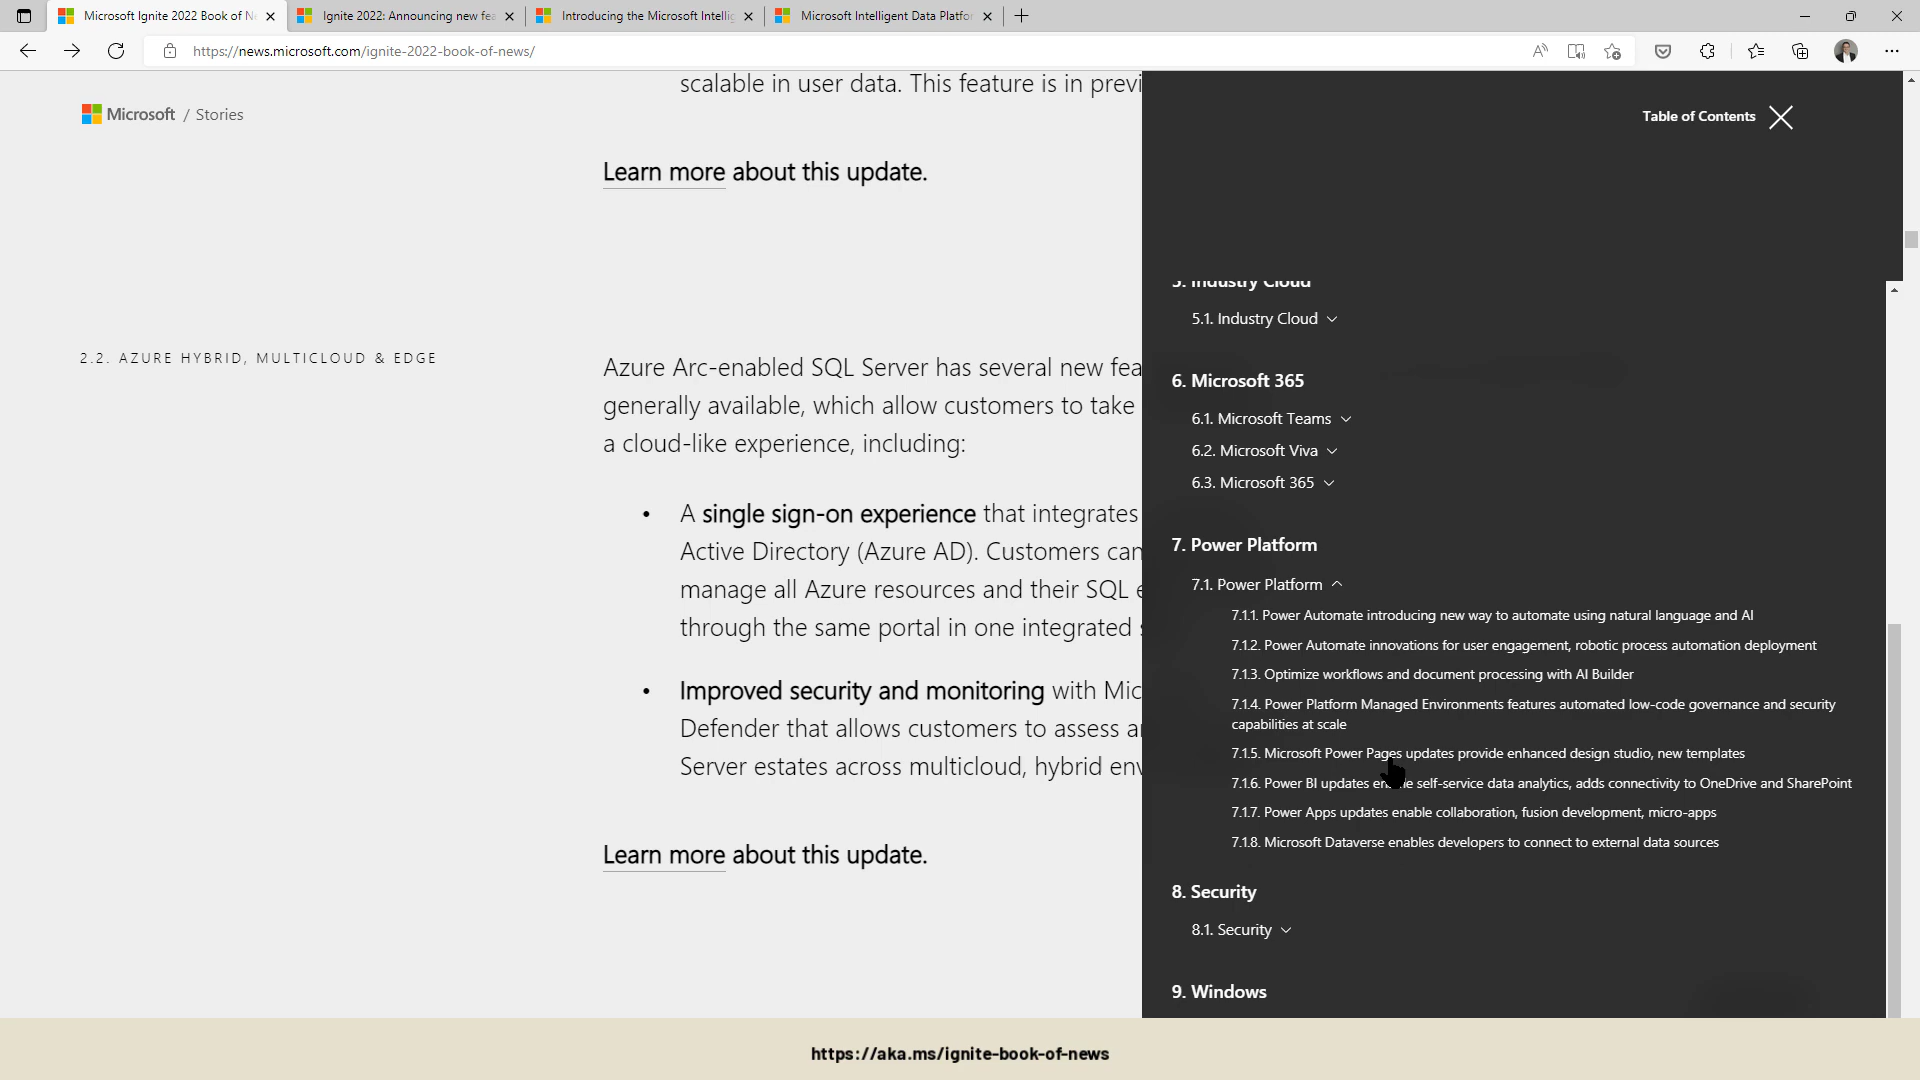 Microsoft Ignite 2022 Book of Ne
Ignite 2022: Announcing new fea
Introducing the Microsoft Intellig
Microsoft Intelligent Data Platfor
https://news.microsoft.com/ignite-2022-book-of-news/
Microsoft / Stories
scalable in user data. This feature is in previ
Learn more about this update.
2.2. AZURE HYBRID, MULTICLOUD & EDGE
Azure Arc-enabled SQL Server has several new fea
generally available, which allow customers to take
a cloud-like experience, including:
• A single sign-on experience that integrates
Active Directory (Azure AD). Customers can
manage all Azure resources and their SQL e
through the same portal in one integrated s
• Improved security and monitoring with Mic
Defender that allows customers to assess a
Server estates across multicloud, hybrid env
Learn more about this update.
Table of Contents
5. Industry Cloud
5.1. Industry Cloud
6. Microsoft 365
6.1. Microsoft Teams
6.2. Microsoft Viva
6.3. Microsoft 365
7. Power Platform
7.1. Power Platform
7.1.1. Power Automate introducing new way to automate using natural language and AI
7.1.2. Power Automate innovations for user engagement, robotic process automation deployment
7.1.3. Optimize workflows and document processing with AI Builder
7.1.4. Power Platform Managed Environments features automated low-code governance and security
capabilities at scale
7.1.5. Microsoft Power Pages updates provide enhanced design studio, new templates
7.1.6. Power BI updates enable self-service data analytics, adds connectivity to OneDrive and SharePoint
7.1.7. Power Apps updates enable collaboration, fusion development, micro-apps
7.1.8. Microsoft Dataverse enables developers to connect to external data sources
8. Security
8.1. Security
9. Windows
https://aka.ms/ignite-book-of-news